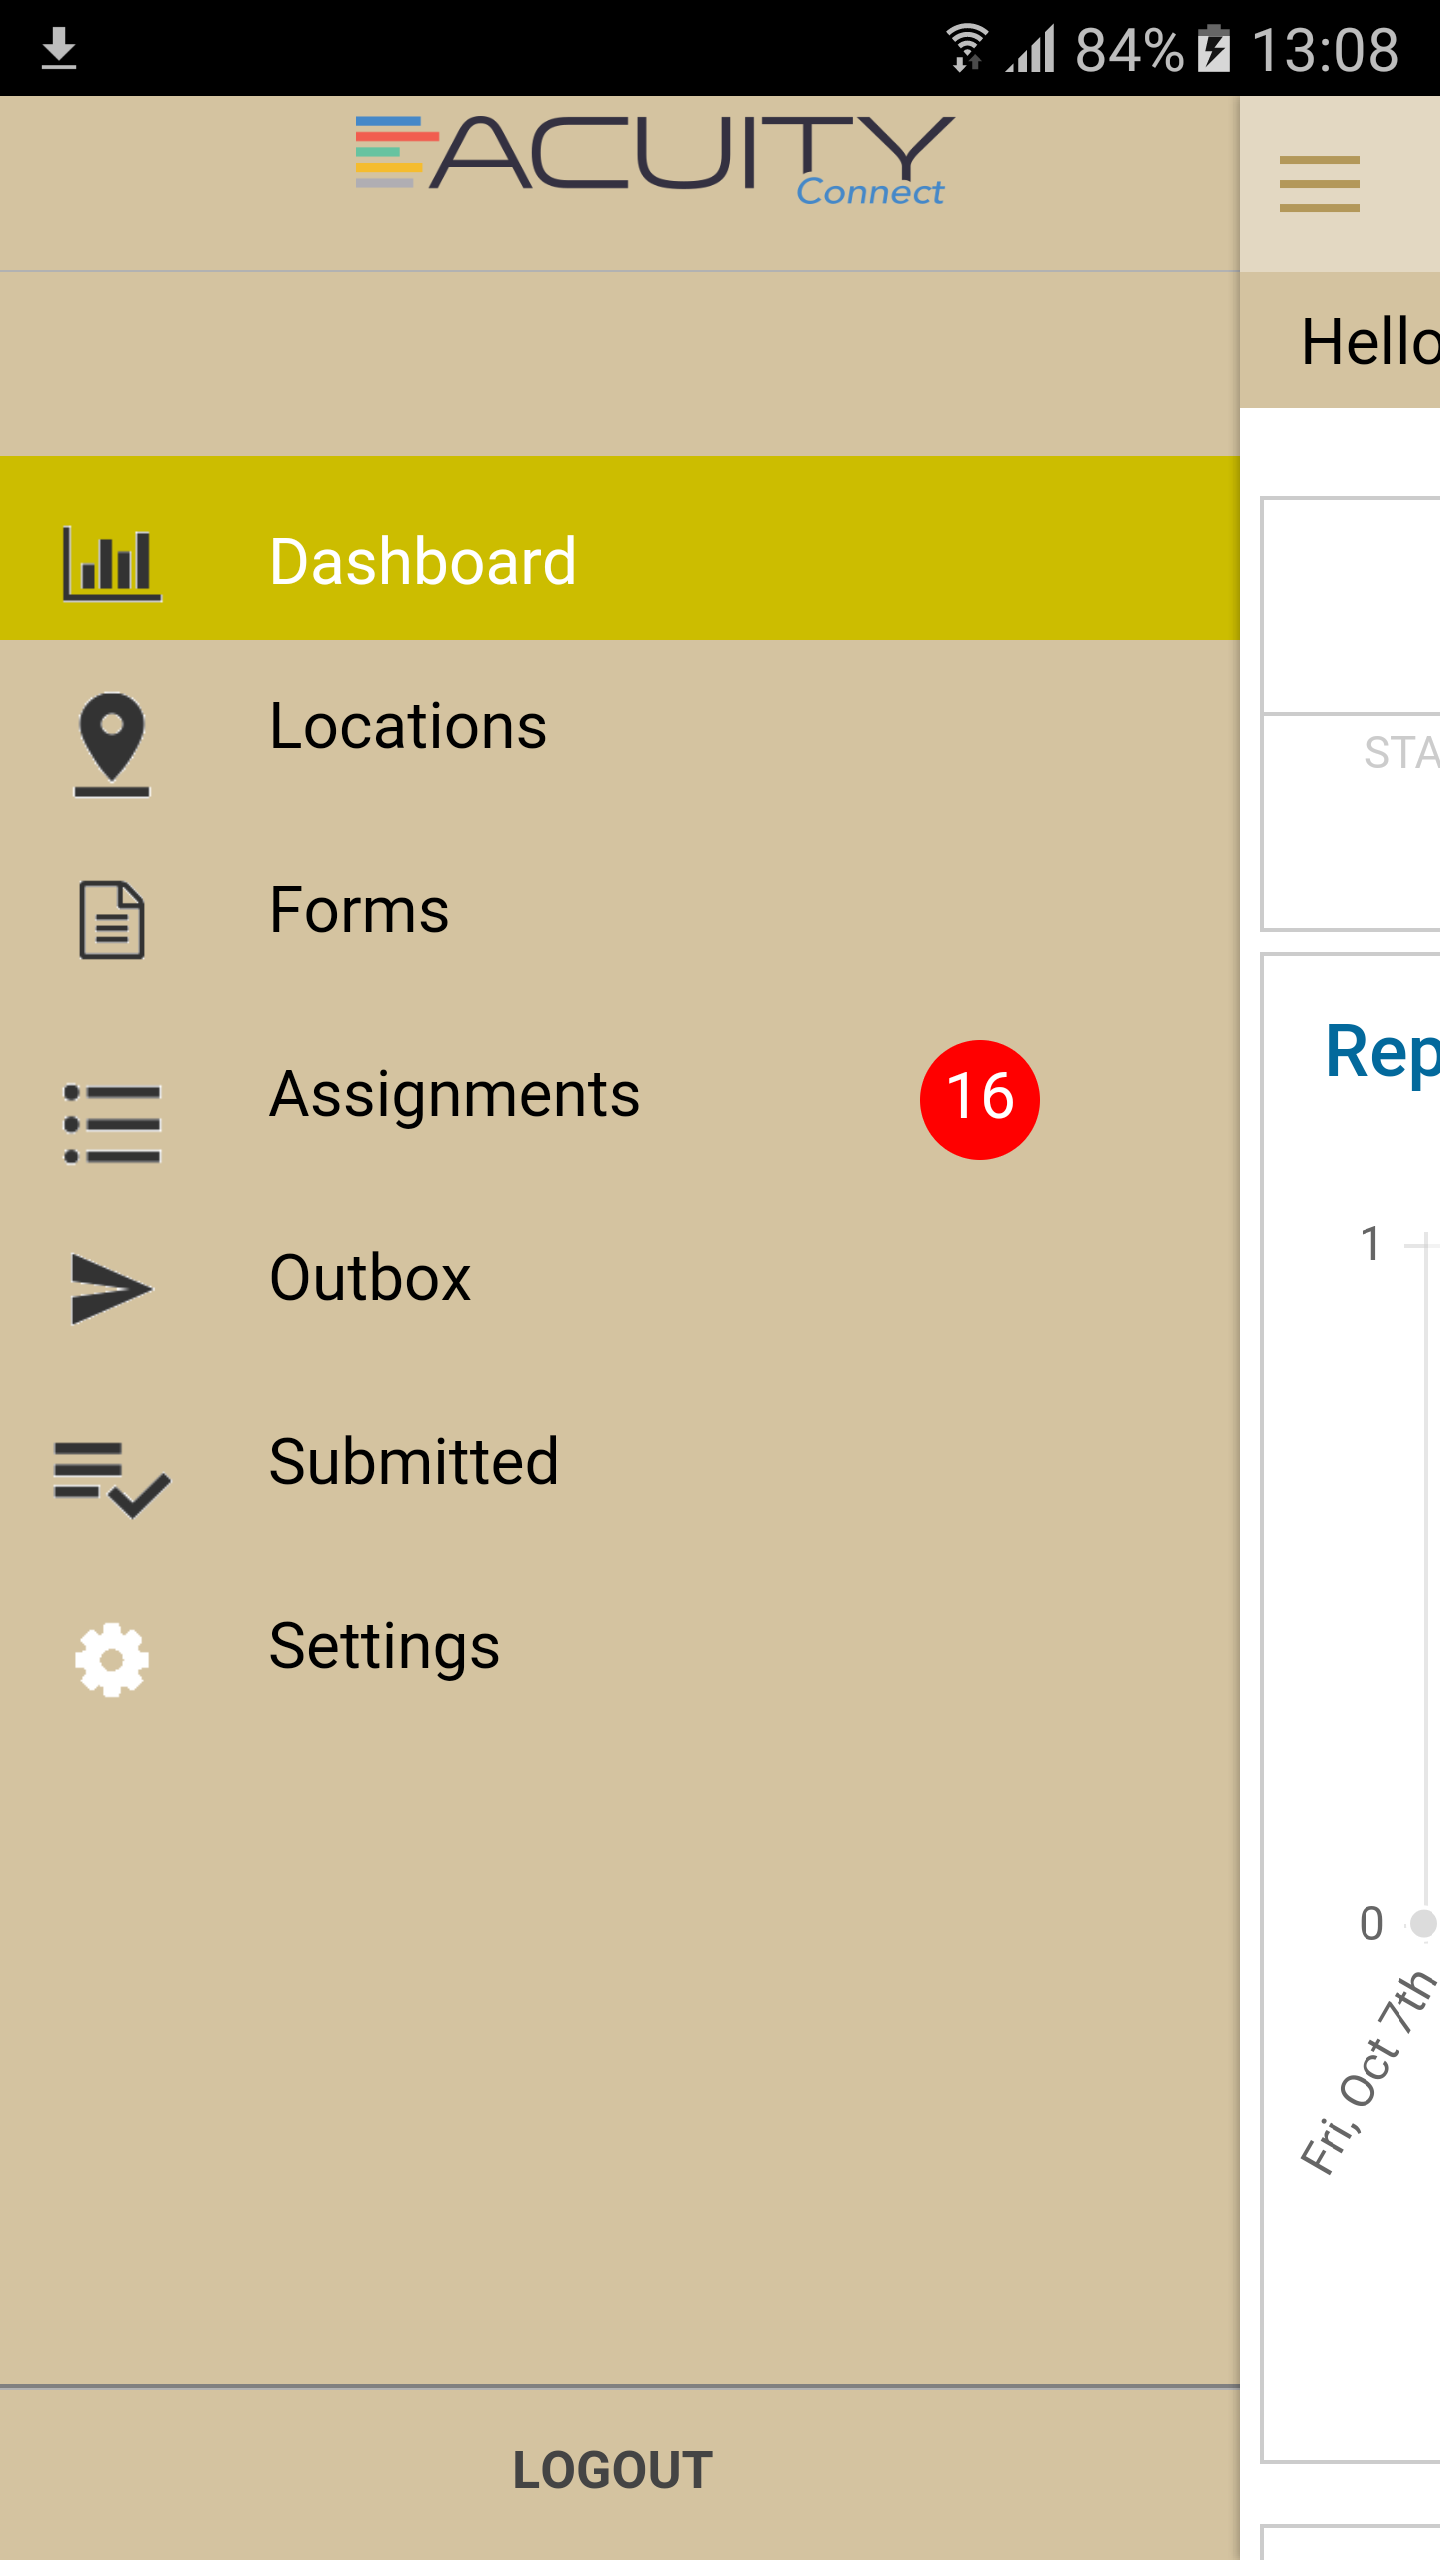 84% 13:08
ACUITY
Connect
Hello
Dashboard
Locations
STA
Forms
Rep
Assignments 16
1
Outbox
Submitted
Settings
0
Fri, Oct 7th
LOGOUT